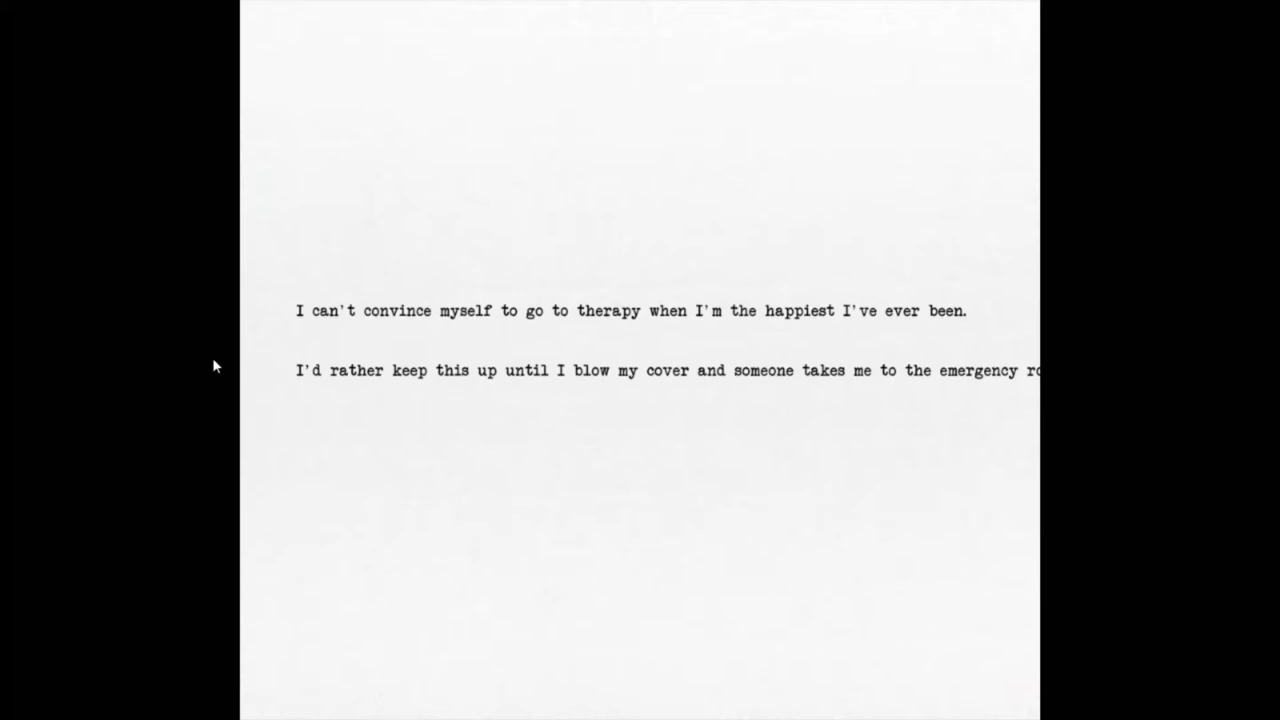 I can't convince myself to go to therapy when I'm the happiest I've ever been.
I'd rather keep this up until I blow my cover and someone takes me to the emergency